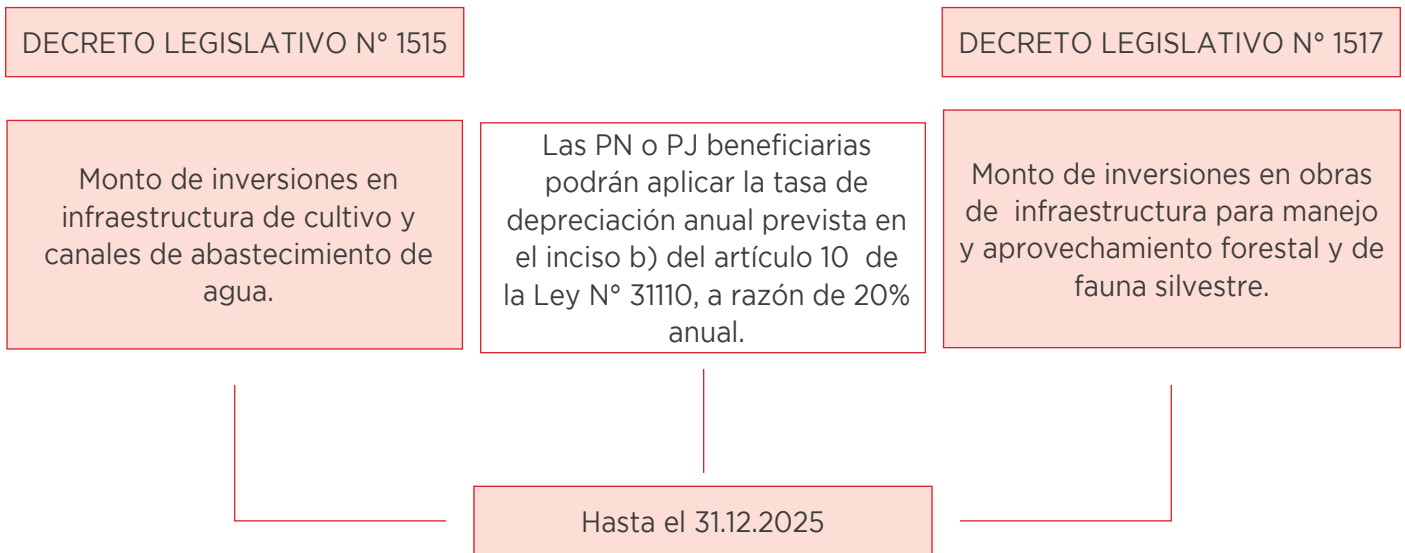 DECRETO LEGISLATIVO N° 1515
DECRETO LEGISLATIVO N° 1517
Monto de inversiones en
infraestructura de cultivo y
canales de abastecimiento de
agua.
Las PN o PJ beneficiarias
podrán aplicar la tasa de
depreciación anual prevista en
el inciso b) del artículo 10 de
la Ley N° 31110, a razón de 20%
anual.
Monto de inversiones en obras
de infraestructura para manejo
y aprovechamiento forestal y de
fauna silvestre.
Hasta el 31.12.2025